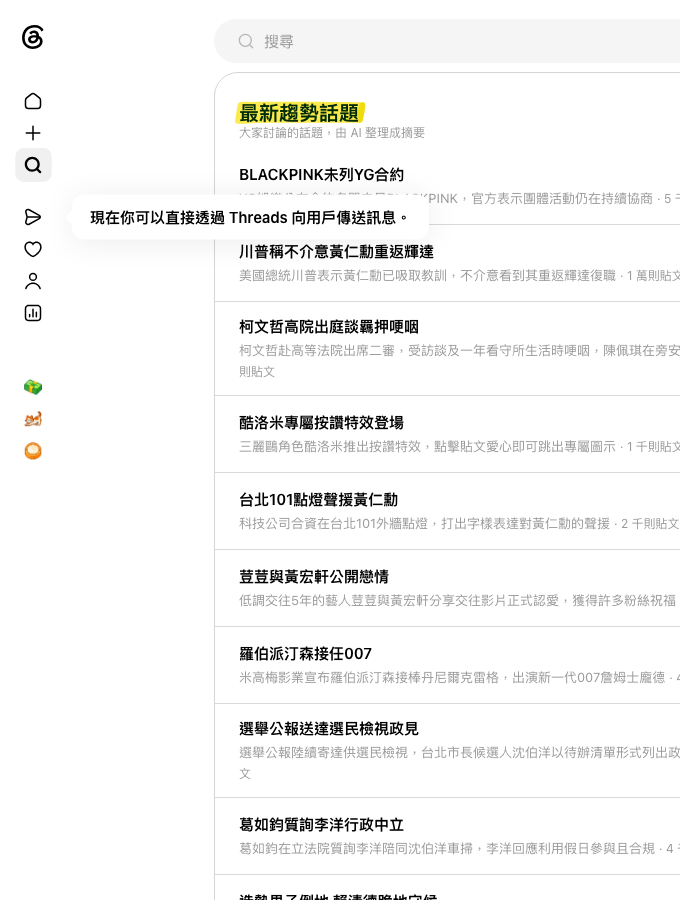 搜尋
最新趨勢話題
大家討論的話題，由 AI 整理成摘要
BLACKPINK未列YG合約
PINK，官方表示團體活動仍在持續協商 · 5 千
現在你可以直接透過 Threads 向用戶傳送訊息。
川普稱不介意黃仁勳重返輝達
美國總統川普表示黃仁勳已吸取教訓，不介意看到其重返輝達復職 · 1 萬則貼文
柯文哲高院出庭談羈押哽咽
柯文哲赴高等法院出席二審，受訪談及一年看守所生活時哽咽，陳佩琪在旁安
則貼文
酷洛米專屬按讚特效登場
三麗鷗角色酷洛米推出按讚特效，點擊貼文愛心即可跳出專屬圖示 · 1 千則貼文
台北101點燈聲援黃仁勳
科技公司合資在台北101外牆點燈，打出字樣表達對黃仁勳的聲援 · 2 千則貼文
荳荳與黃宏軒公開戀情
低調交往5年的藝人荳荳與黃宏軒分享交往影片正式認愛，獲得許多粉絲祝福
羅伯派汀森接任007
米高梅影業宣布羅伯派汀森接棒丹尼爾克雷格，出演新一代007詹姆士龐德 · 4
選舉公報送達選民檢視政見
選舉公報陸續寄達供選民檢視，台北市長候選人沈伯洋以待辦清單形式列出政
文
葛如鈞質詢李洋行政中立
葛如鈞在立法院質詢李洋陪同沈伯洋車掃，李洋回應利用假日參與且合規 · 4 千